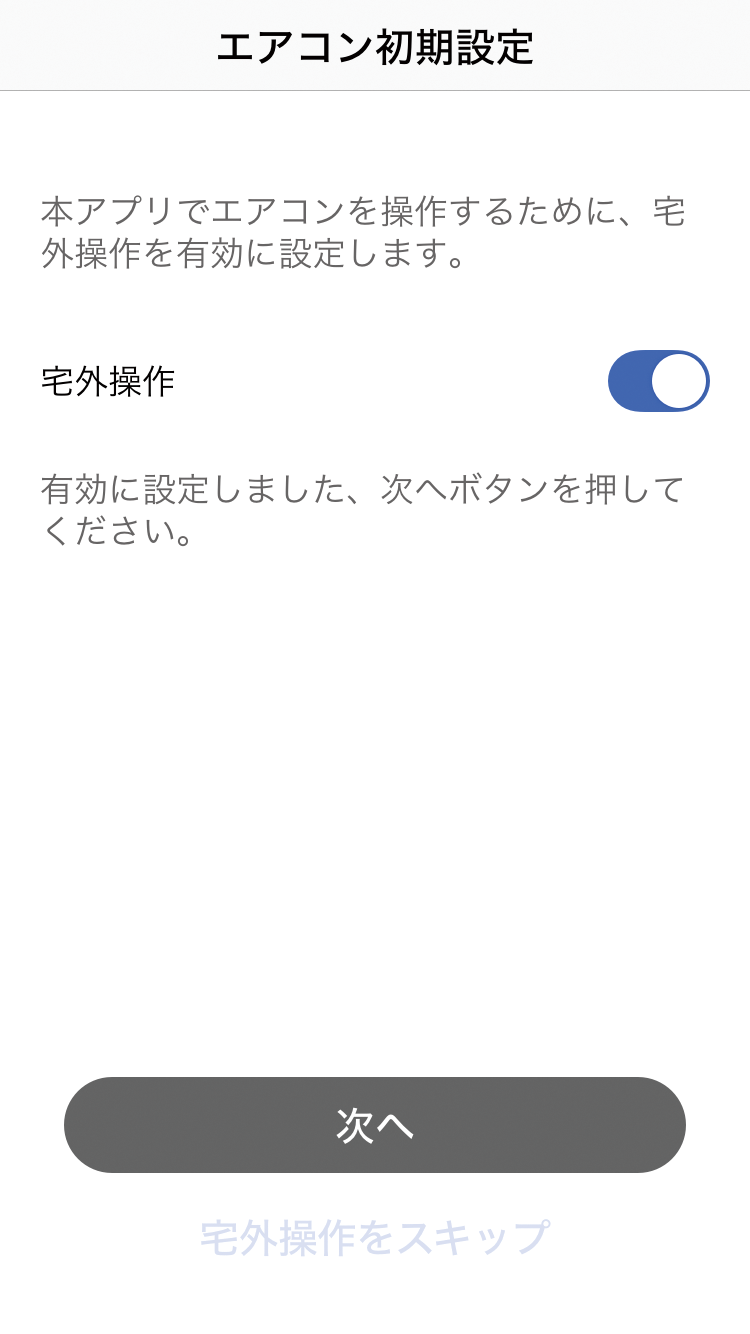 エアコン初期設定
本アプリでエアコンを操作するために、宅
外操作を有効に設定します。
宅外操作
有効に設定しました、次へボタンを押して
ください。
次へ
宅外操作をスキップ